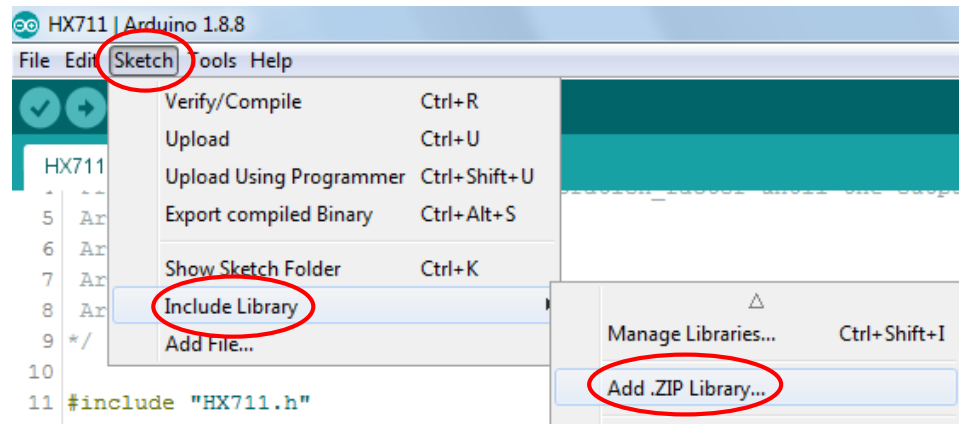 HX711 | Arduino 1.8.8
File Edit Sketch Tools Help
Verify/Compile Ctrl+R
Upload Ctrl+U
HX711
Upload Using Programmer Ctrl+Shift+U
5 Ar
Export compiled Binary Ctrl+Alt+S
6 Ar
Show Sketch Folder Ctrl+K
7 Ar
8 Ar
Include Library
Manage Libraries... Ctrl+Shift+I
9 */
Add File...
10
Add .ZIP Library...
11 #include "HX711.h"